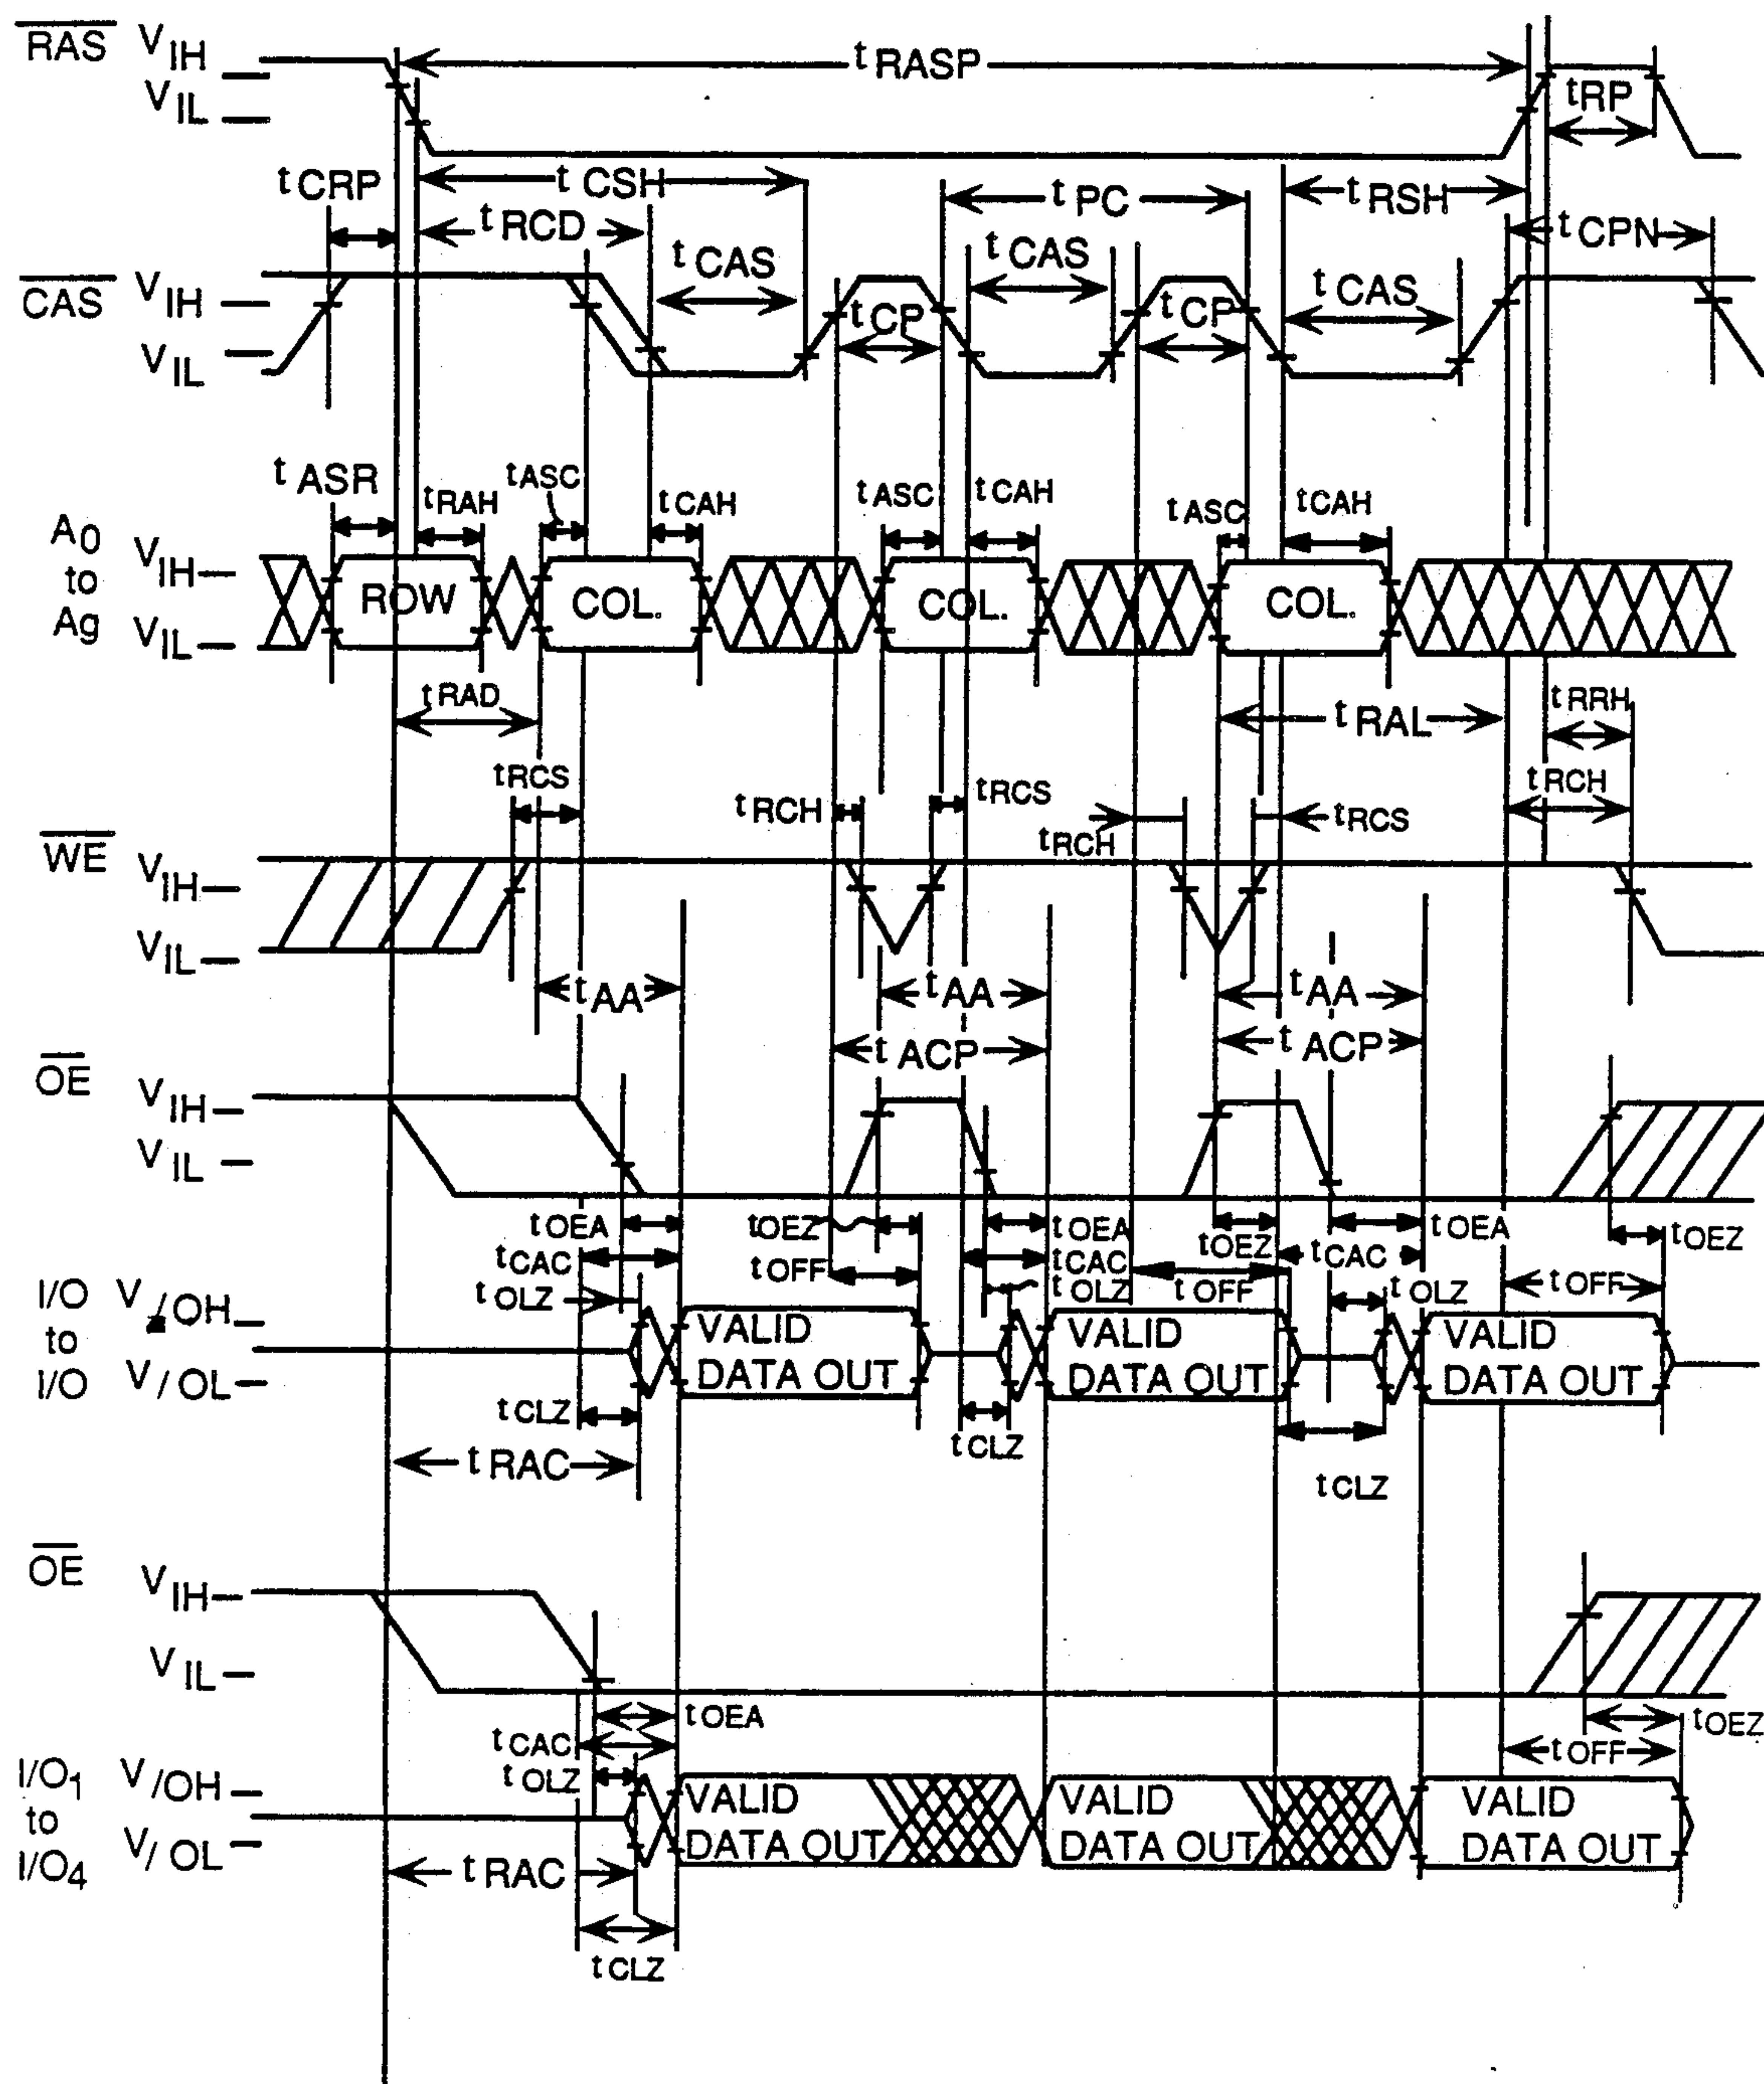 RAS VIH tRASP
VIL tRP
tCRP tCSH tPC tRSH
tRCD tCPN
tCAS tCAS tCAS
CAS VIH tCP tCP
VIL
tASR tRAH tASC tCAH tASC tCAH tASC tCAH
A0 to Ag VIH ROW COL. COL. COL.
VIL
tRAD tRAL tRRH
tRCS tRCH tRCS tRCH tRCS tRCH
WE VIH
VIL
tAA tAA tAA
tACP tACP
OE VIH
VIL
tOEA tOEZ tOEA tOEZ tOEA tOEZ
tCAC tOFF tCAC tOFF tCAC tOFF
tOLZ tOLZ tOLZ
I/O V/OH VALID VALID VALID
to
I/O V/OL DATA OUT DATA OUT DATA OUT
tCLZ tCLZ tCLZ
tRAC
OE VIH
VIL
tOEA tOEZ
tCAC tOFF
tOLZ
I/O1 V/OH VALID VALID VALID
to
I/O4 V/OL DATA OUT DATA OUT DATA OUT
tRAC
tCLZ